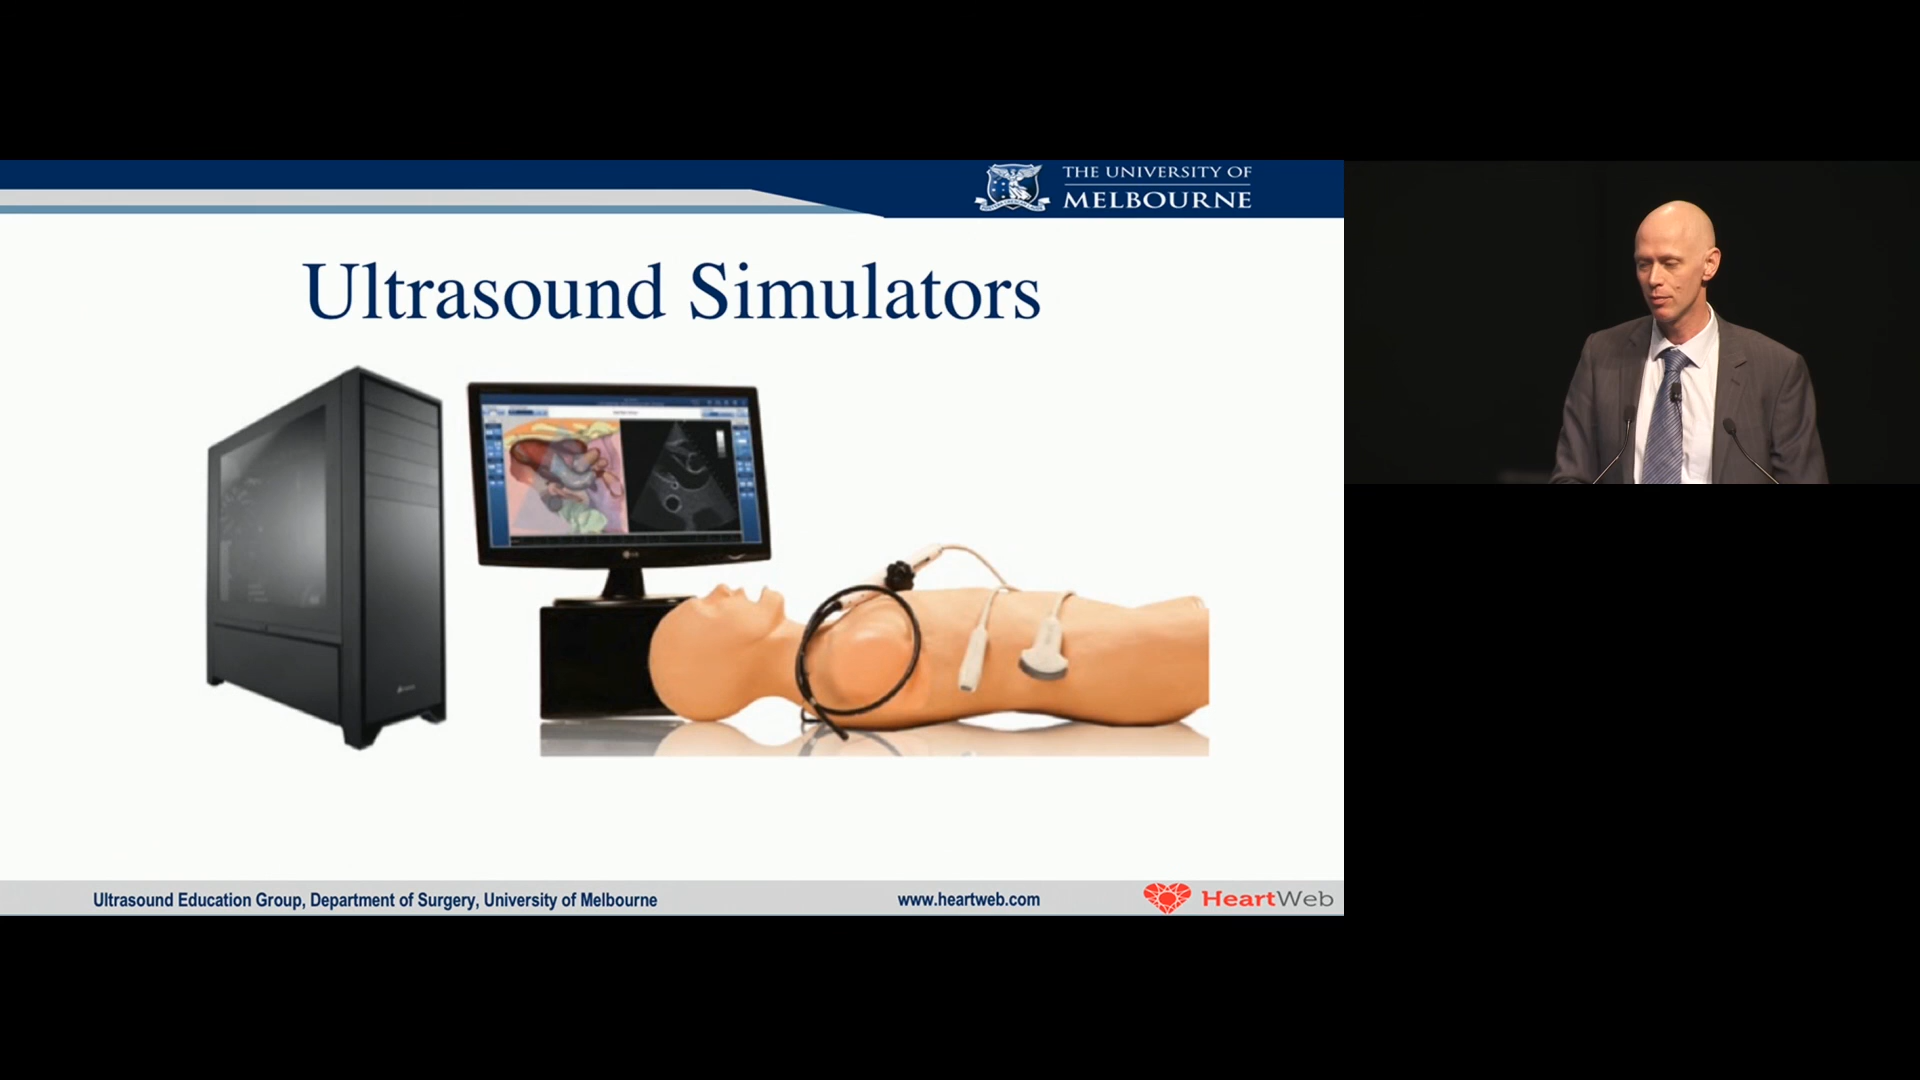 THE UNIVERSITY OF
MELBOURNE
Ultrasound Simulators
Ultrasound Education Group, Department of Surgery, University of Melbourne
www.heartweb.com
HeartWeb